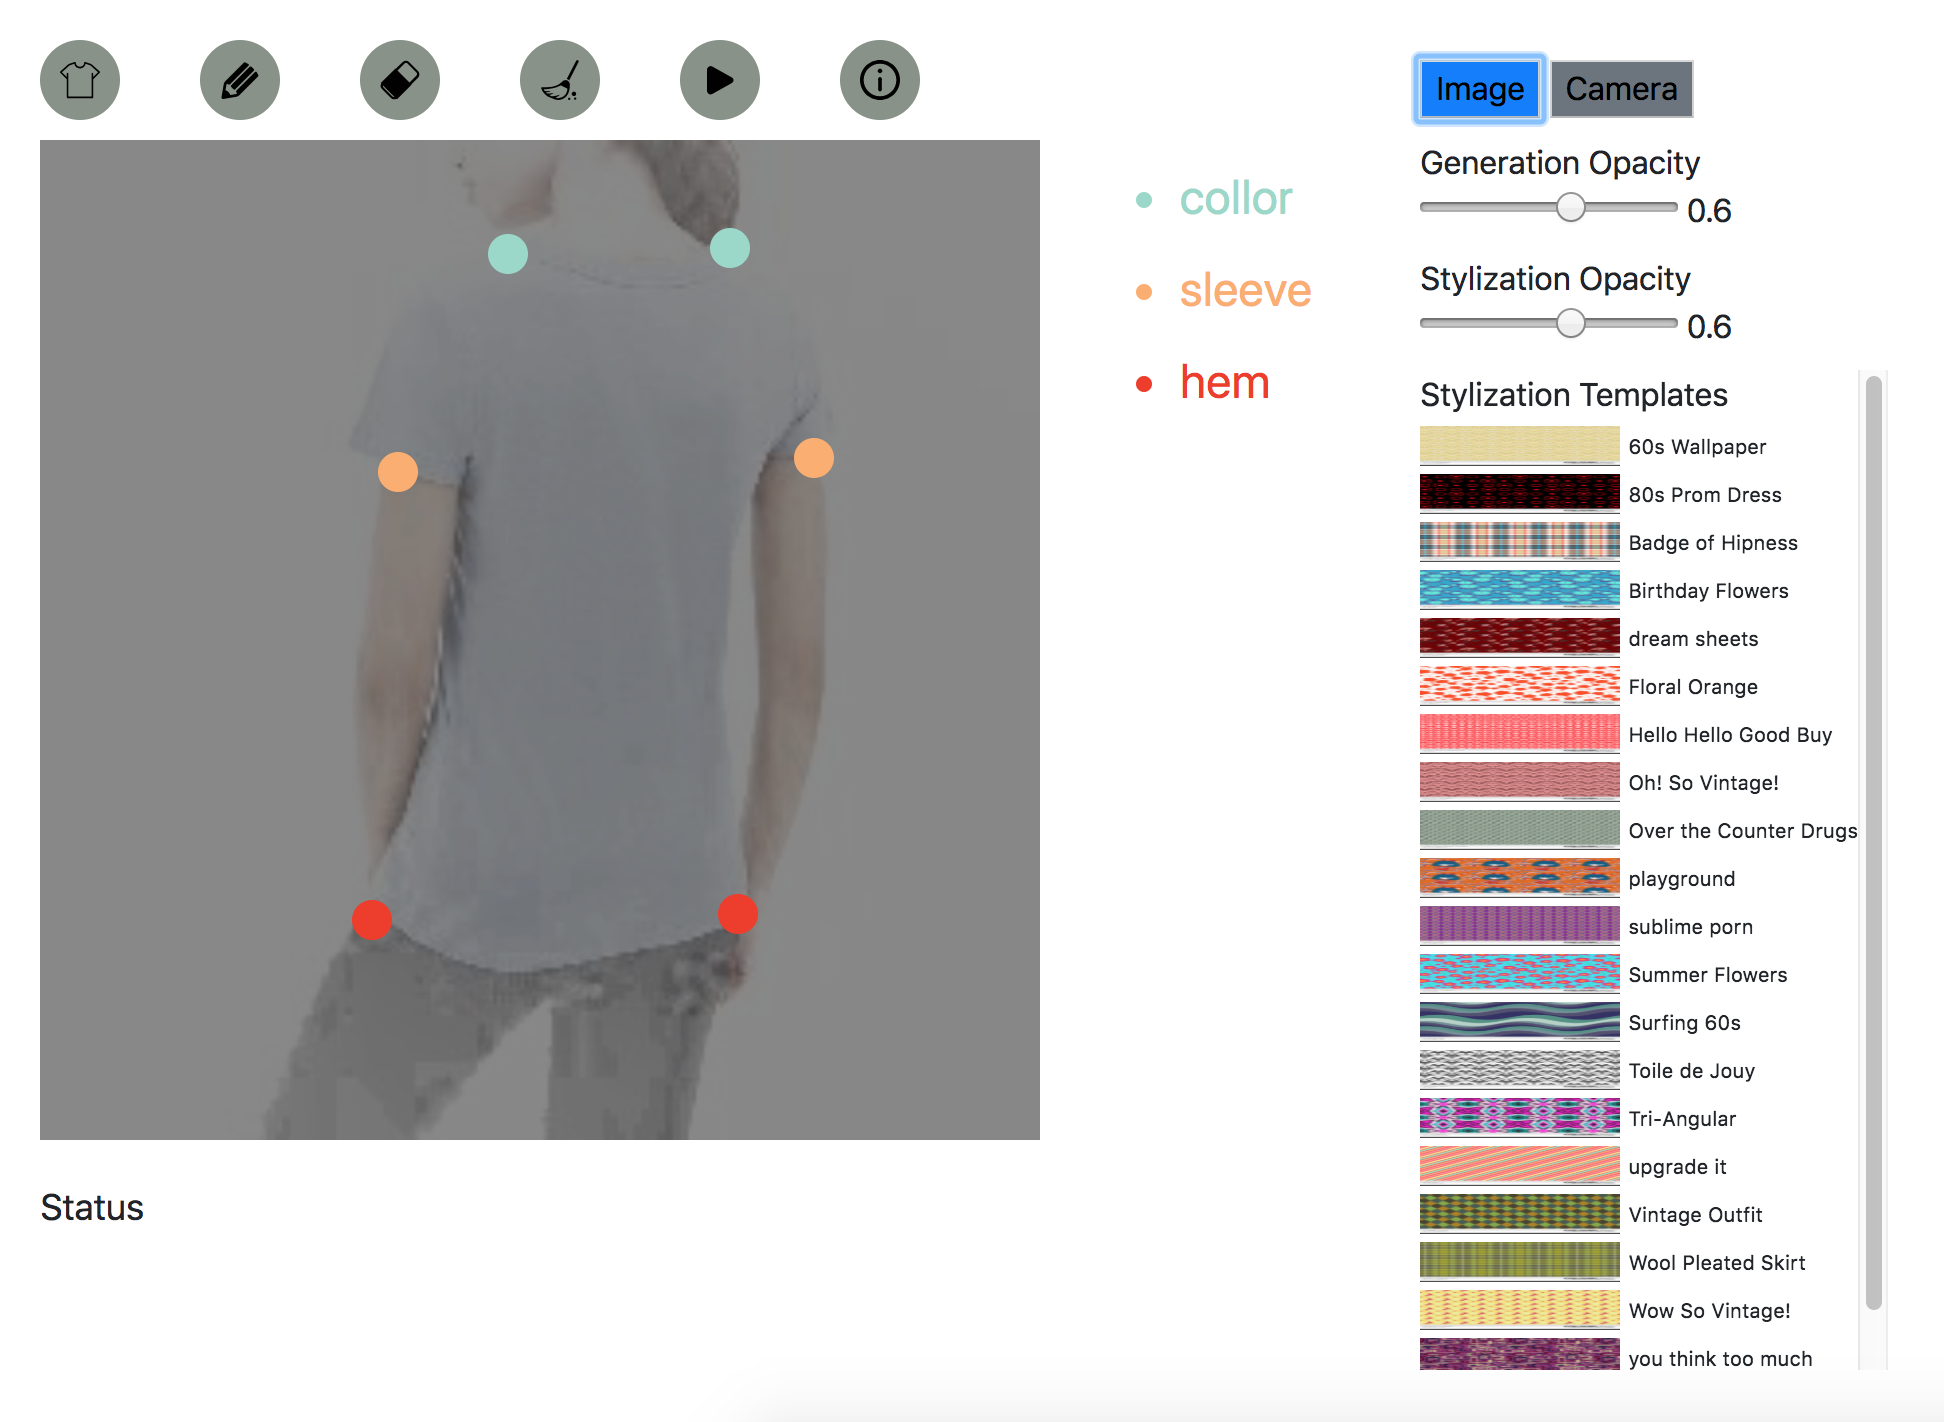 collor
sleeve
hem
Status
Image
Camera
Generation Opacity
0.6
Stylization Opacity
0.6
Stylization Templates
60s Wallpaper
80s Prom Dress
Badge of Hipness
Birthday Flowers
dream sheets
Floral Orange
Hello Hello Good Buy
Oh! So Vintage!
Over the Counter Drugs
playground
sublime porn
Summer Flowers
Surfing 60s
Toile de Jouy
Tri-Angular
upgrade it
Vintage Outfit
Wool Pleated Skirt
Wow So Vintage!
you think too much